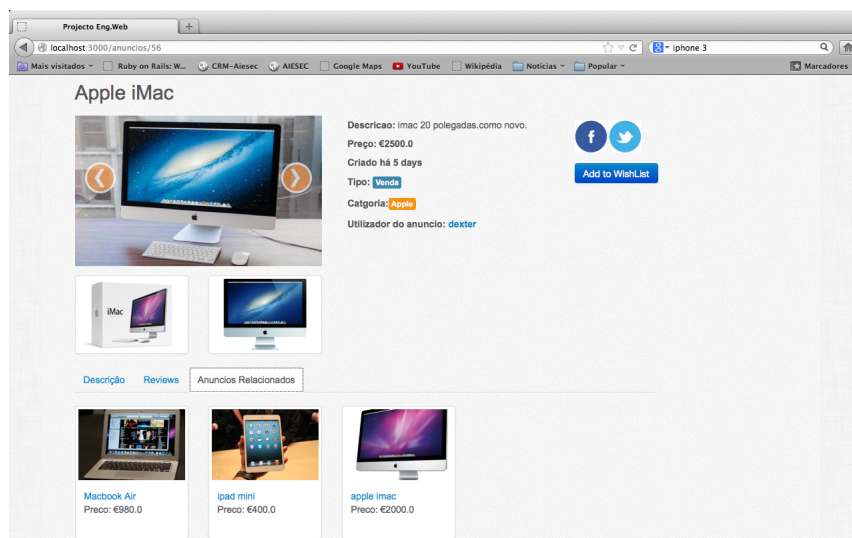 Projecto Eng.Web
localhost:3000/anuncios/56
iphone 3
Mais visitados
Ruby on Rails: W...
CRM-Aiesec
AIESEC
Google Maps
YouTube
Wikipédia
Notícias
Popular
Marcadores
Apple iMac
Descricao: imac 20 polegadas.como novo.
Preço: €2500.0
Criado há 5 days
Tipo: Venda
Catgoria: Apple
Utilizador do anuncio: dexter
Add to WishList
iMac
Descrição
Reviews
Anuncios Relacionados
Macbook Air
Preco: €980.0
ipad mini
Preco: €400.0
apple imac
Preco: €2000.0